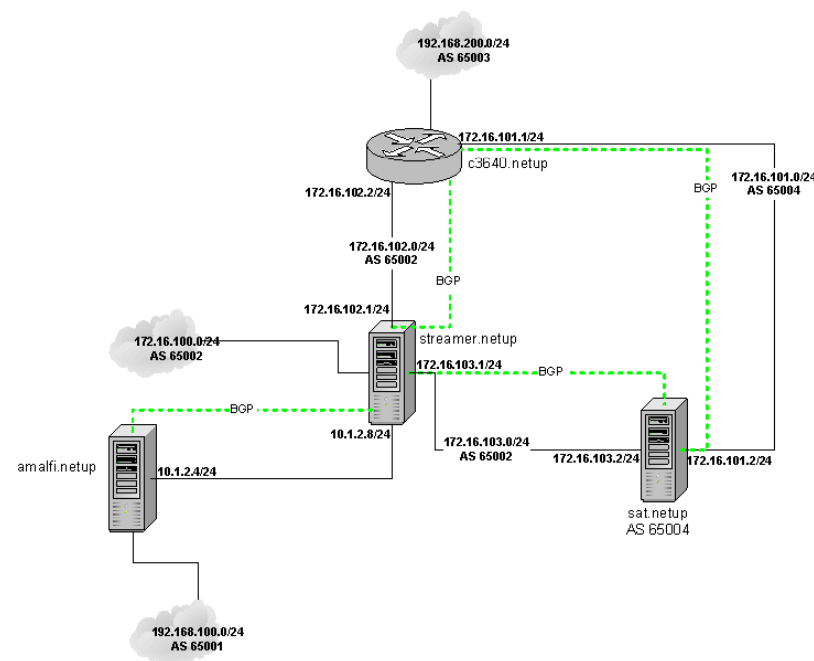 192.168.200.0/24
AS 65003
172.16.101.1/24
c3640.netup
172.16.101.0/24
AS 65004
BGP
172.16.102.2/24
172.16.102.0/24
AS 65002
BGP
172.16.102.1/24
streamer.netup
172.16.100.0/24
AS 65002
172.16.103.1/24
BGP
BGP
10.1.2.8/24
172.16.103.0/24
AS 65002
172.16.103.2/24
172.16.101.2/24
amalfi.netup
10.1.2.4/24
sat.netup
AS 65004
192.168.100.0/24
AS 65001